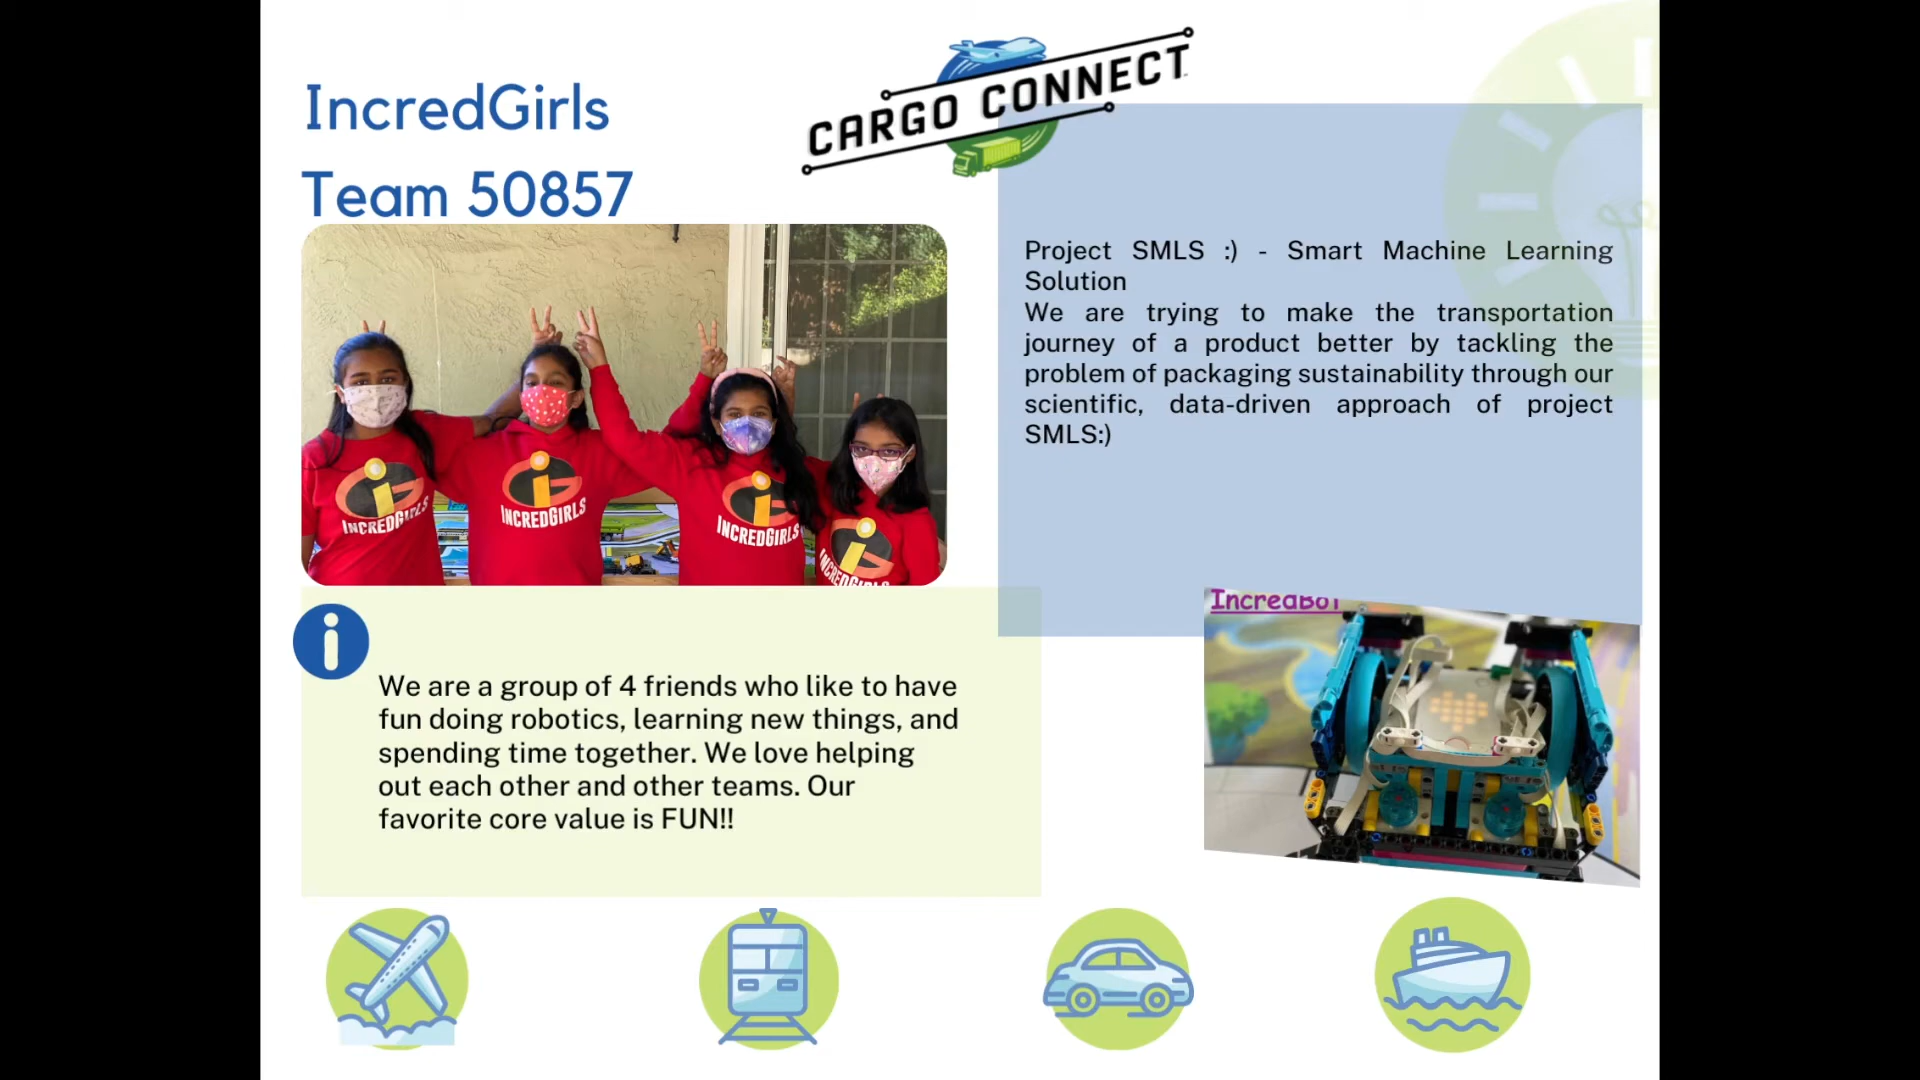 IncredGirls
Team 50857
CARGO CONNECT
Project SMLS :) - Smart Machine Learning
Solution
We are trying to make the transportation
journey of a product better by tackling the
problem of packaging sustainability through our
scientific, data-driven approach of project
SMLS:)
INCREDGIRLS
INCREDGIRLS
INCREDGIRLS
INCREDGIRLS
i
We are a group of 4 friends who like to have
fun doing robotics, learning new things, and
spending time together. We love helping
out each other and other teams. Our
favorite core value is FUN!!
IncredBot